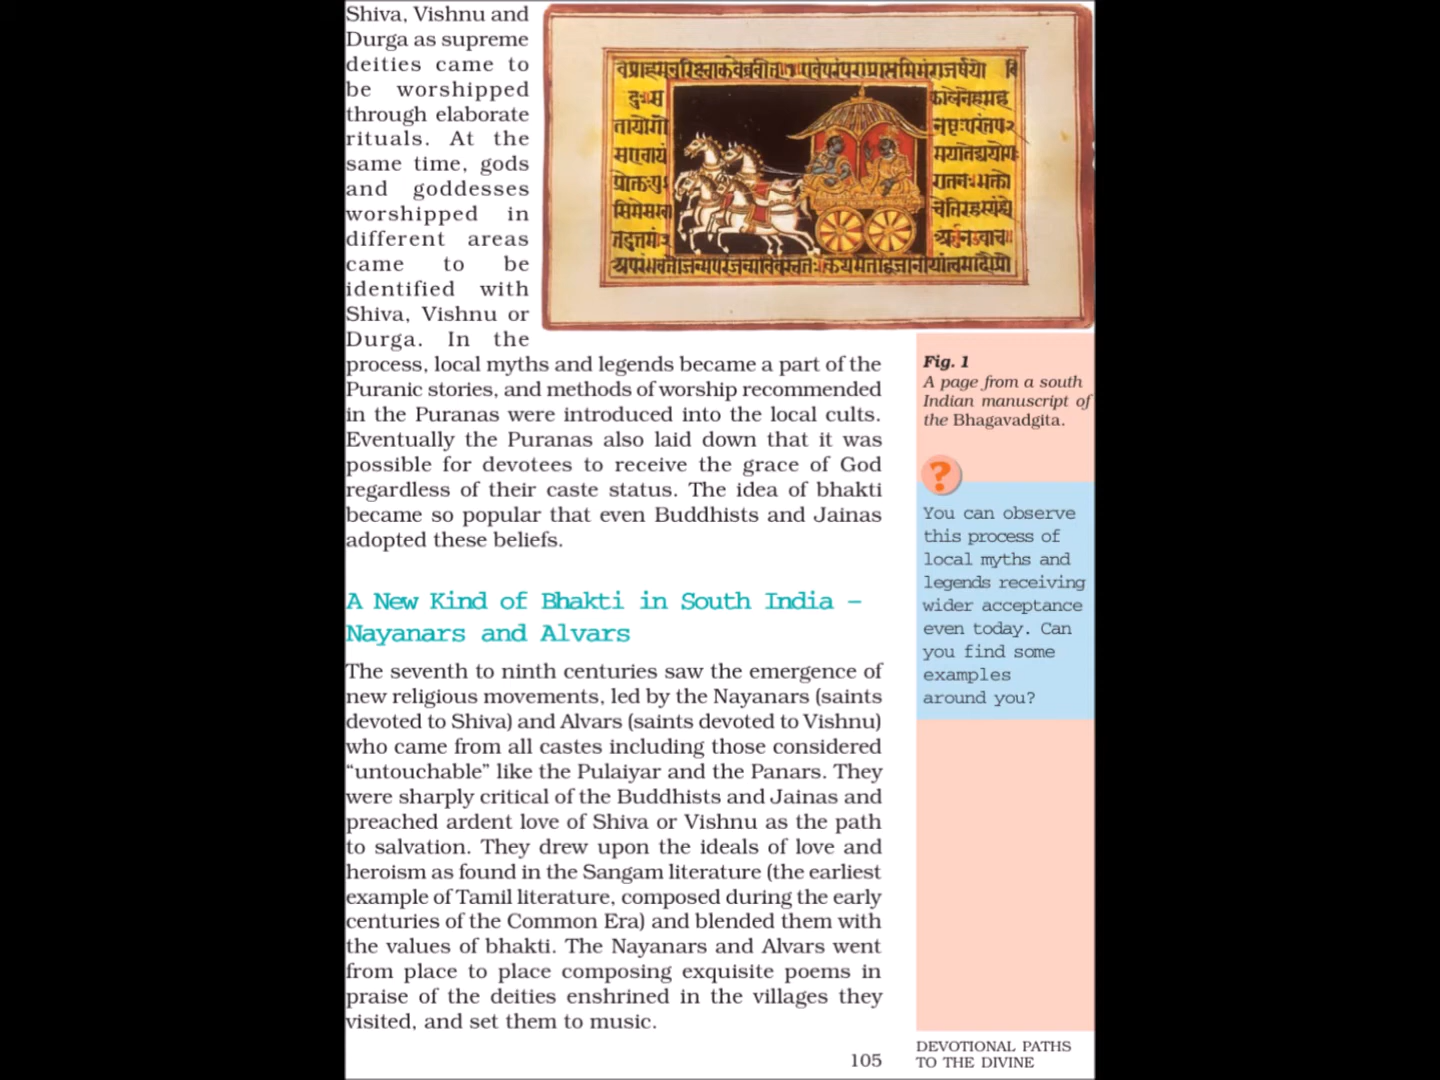 Shiva, Vishnu and
Durga as supreme
deities came to
be worshipped
through elaborate
rituals. At the
same time, gods
and goddesses
worshipped in
different areas
came to be
identified with
Shiva, Vishnu or
Durga. In the
process, local myths and legends became a part of the
Puranic stories, and methods of worship recommended
in the Puranas were introduced into the local cults.
Eventually the Puranas also laid down that it was
possible for devotees to receive the grace of God
regardless of their caste status. The idea of bhakti
became so popular that even Buddhists and Jainas
adopted these beliefs.
A New Kind of Bhakti in South India –
Nayanars and Alvars
The seventh to ninth centuries saw the emergence of
new religious movements, led by the Nayanars (saints
devoted to Shiva) and Alvars (saints devoted to Vishnu)
who came from all castes including those considered
“untouchable” like the Pulaiyar and the Panars. They
were sharply critical of the Buddhists and Jainas and
preached ardent love of Shiva or Vishnu as the path
to salvation. They drew upon the ideals of love and
heroism as found in the Sangam literature (the earliest
example of Tamil literature, composed during the early
centuries of the Common Era) and blended them with
the values of bhakti. The Nayanars and Alvars went
from place to place composing exquisite poems in
praise of the deities enshrined in the villages they
visited, and set them to music.
Fig. 1
A page from a south
Indian manuscript of
the Bhagavadgita.
?
You can observe
this process of
local myths and
legends receiving
wider acceptance
even today. Can
you find some
examples
around you?
105
DEVOTIONAL PATHS
TO THE DIVINE